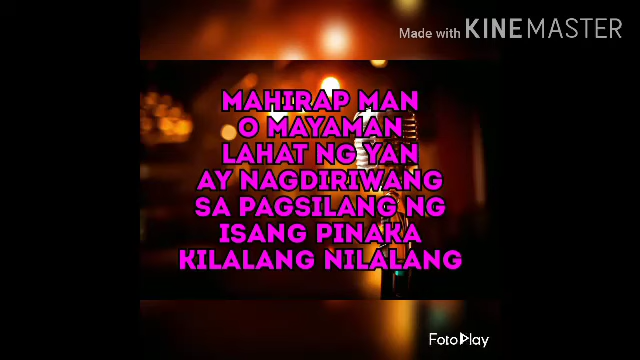 Made with KINEMASTER
MAHIRAP MAN
O MAYAMAN
LAHAT NG YAN
AY NAGDIRIWANG
SA PAGSILANG NG
ISANG PINAKA
KILALANG NILALANG
FotoPlay